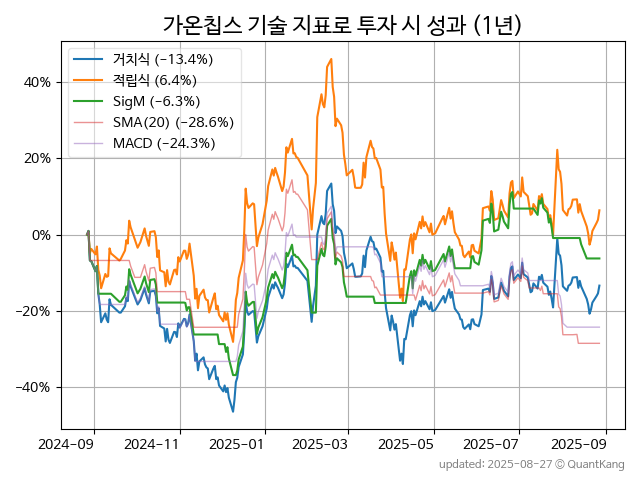 가온칩스 기술 지표로 투자 시 성과 (1년)
거치식 (−13.4%)
적립식 (6.4%)
SigM (−6.3%)
SMA(20) (−28.6%)
MACD (−24.3%)
40%
20%
0%
−20%
−40%
2024-09 2024-11 2025-01 2025-03 2025-05 2025-07 2025-09
updated: 2025-08-27 © QuantKang